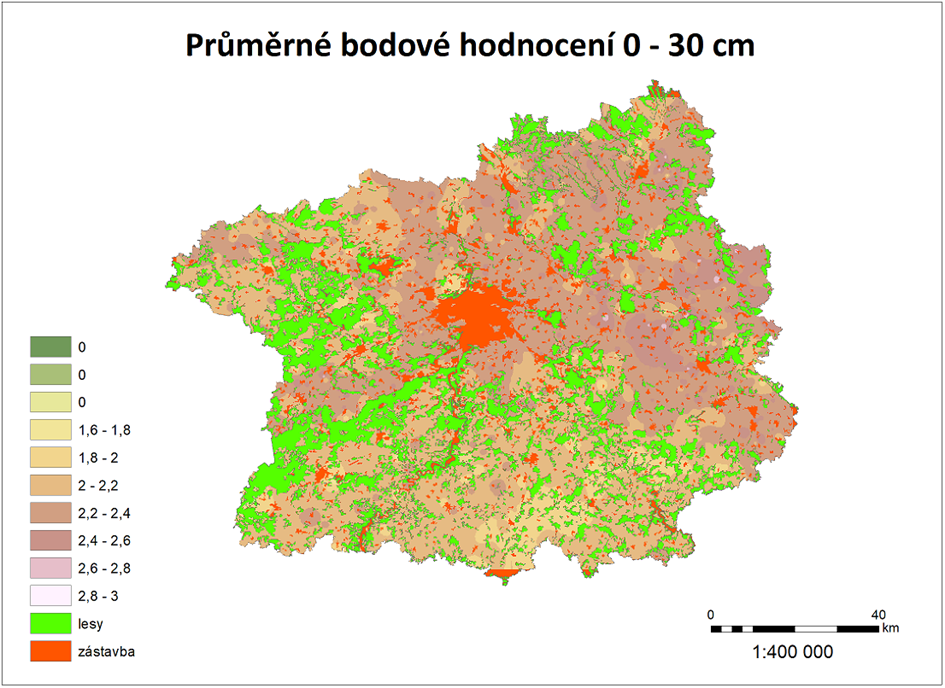 Průměrné bodové hodnocení 0 - 30 cm
0
0
0
1,6 - 1,8
1,8 - 2
2 - 2,2
2,2 - 2,4
2,4 - 2,6
2,6 - 2,8
2,8 - 3
lesy
zástavba
0 40
km
1:400 000